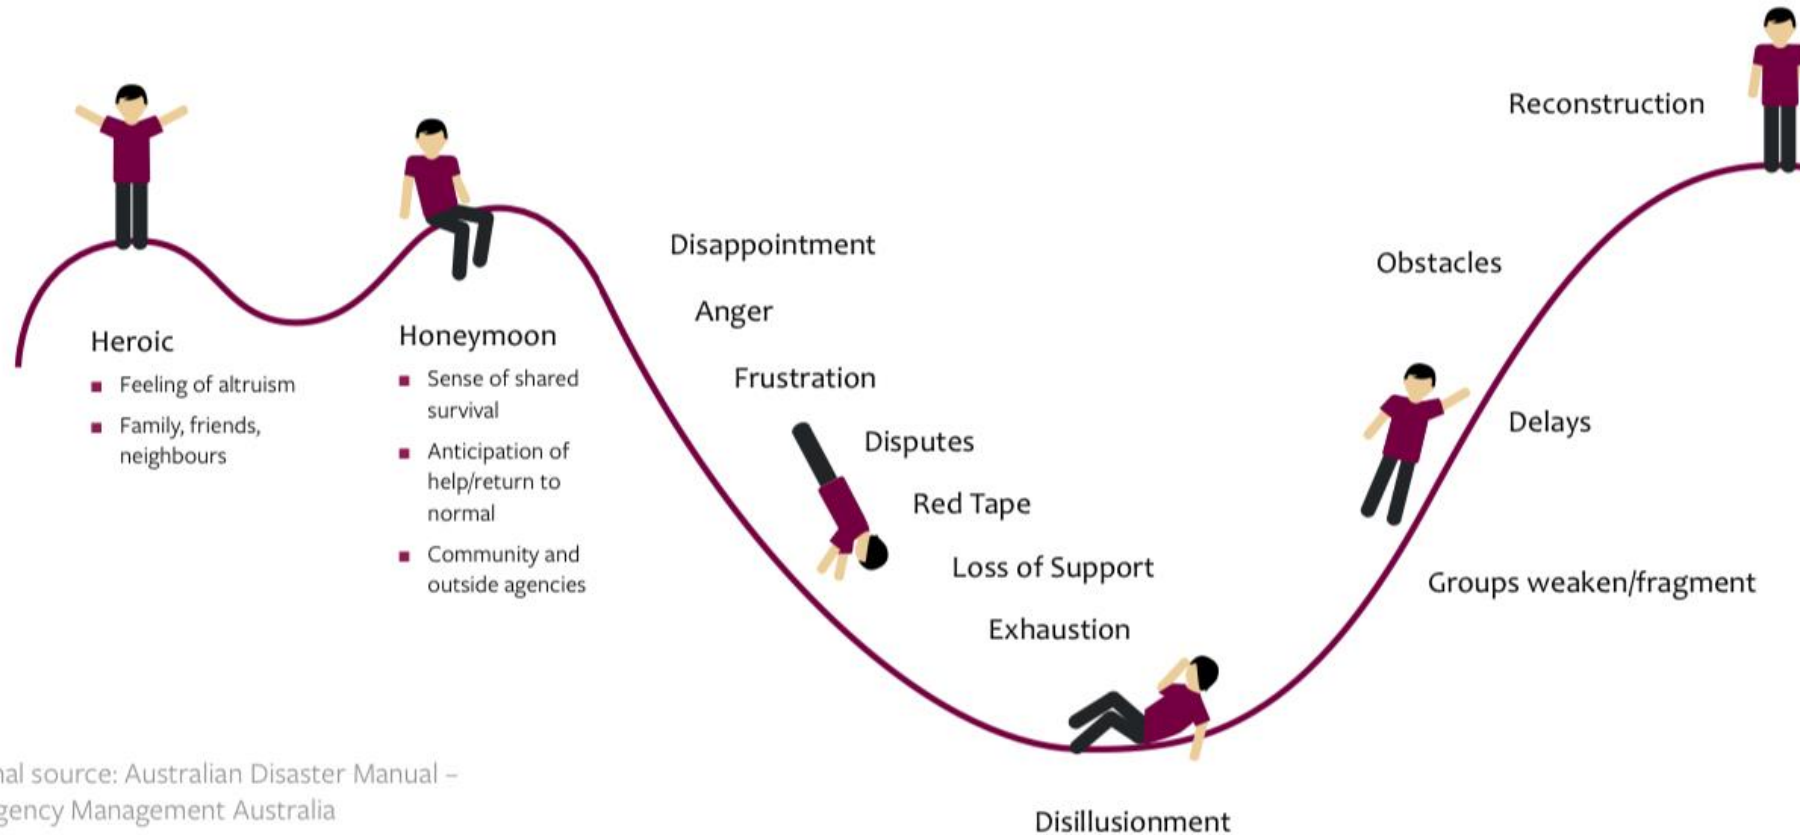 Heroic
Feeling of altruism
Family, friends,
neighbours
Honeymoon
Sense of shared
survival
Anticipation of
help/return to
normal
Community and
outside agencies
Disappointment
Anger
Frustration
Disputes
Red Tape
Loss of Support
Exhaustion
Disillusionment
Reconstruction
Obstacles
Delays
Groups weaken/fragment
source: Australian Disaster Manual –
Management Australia